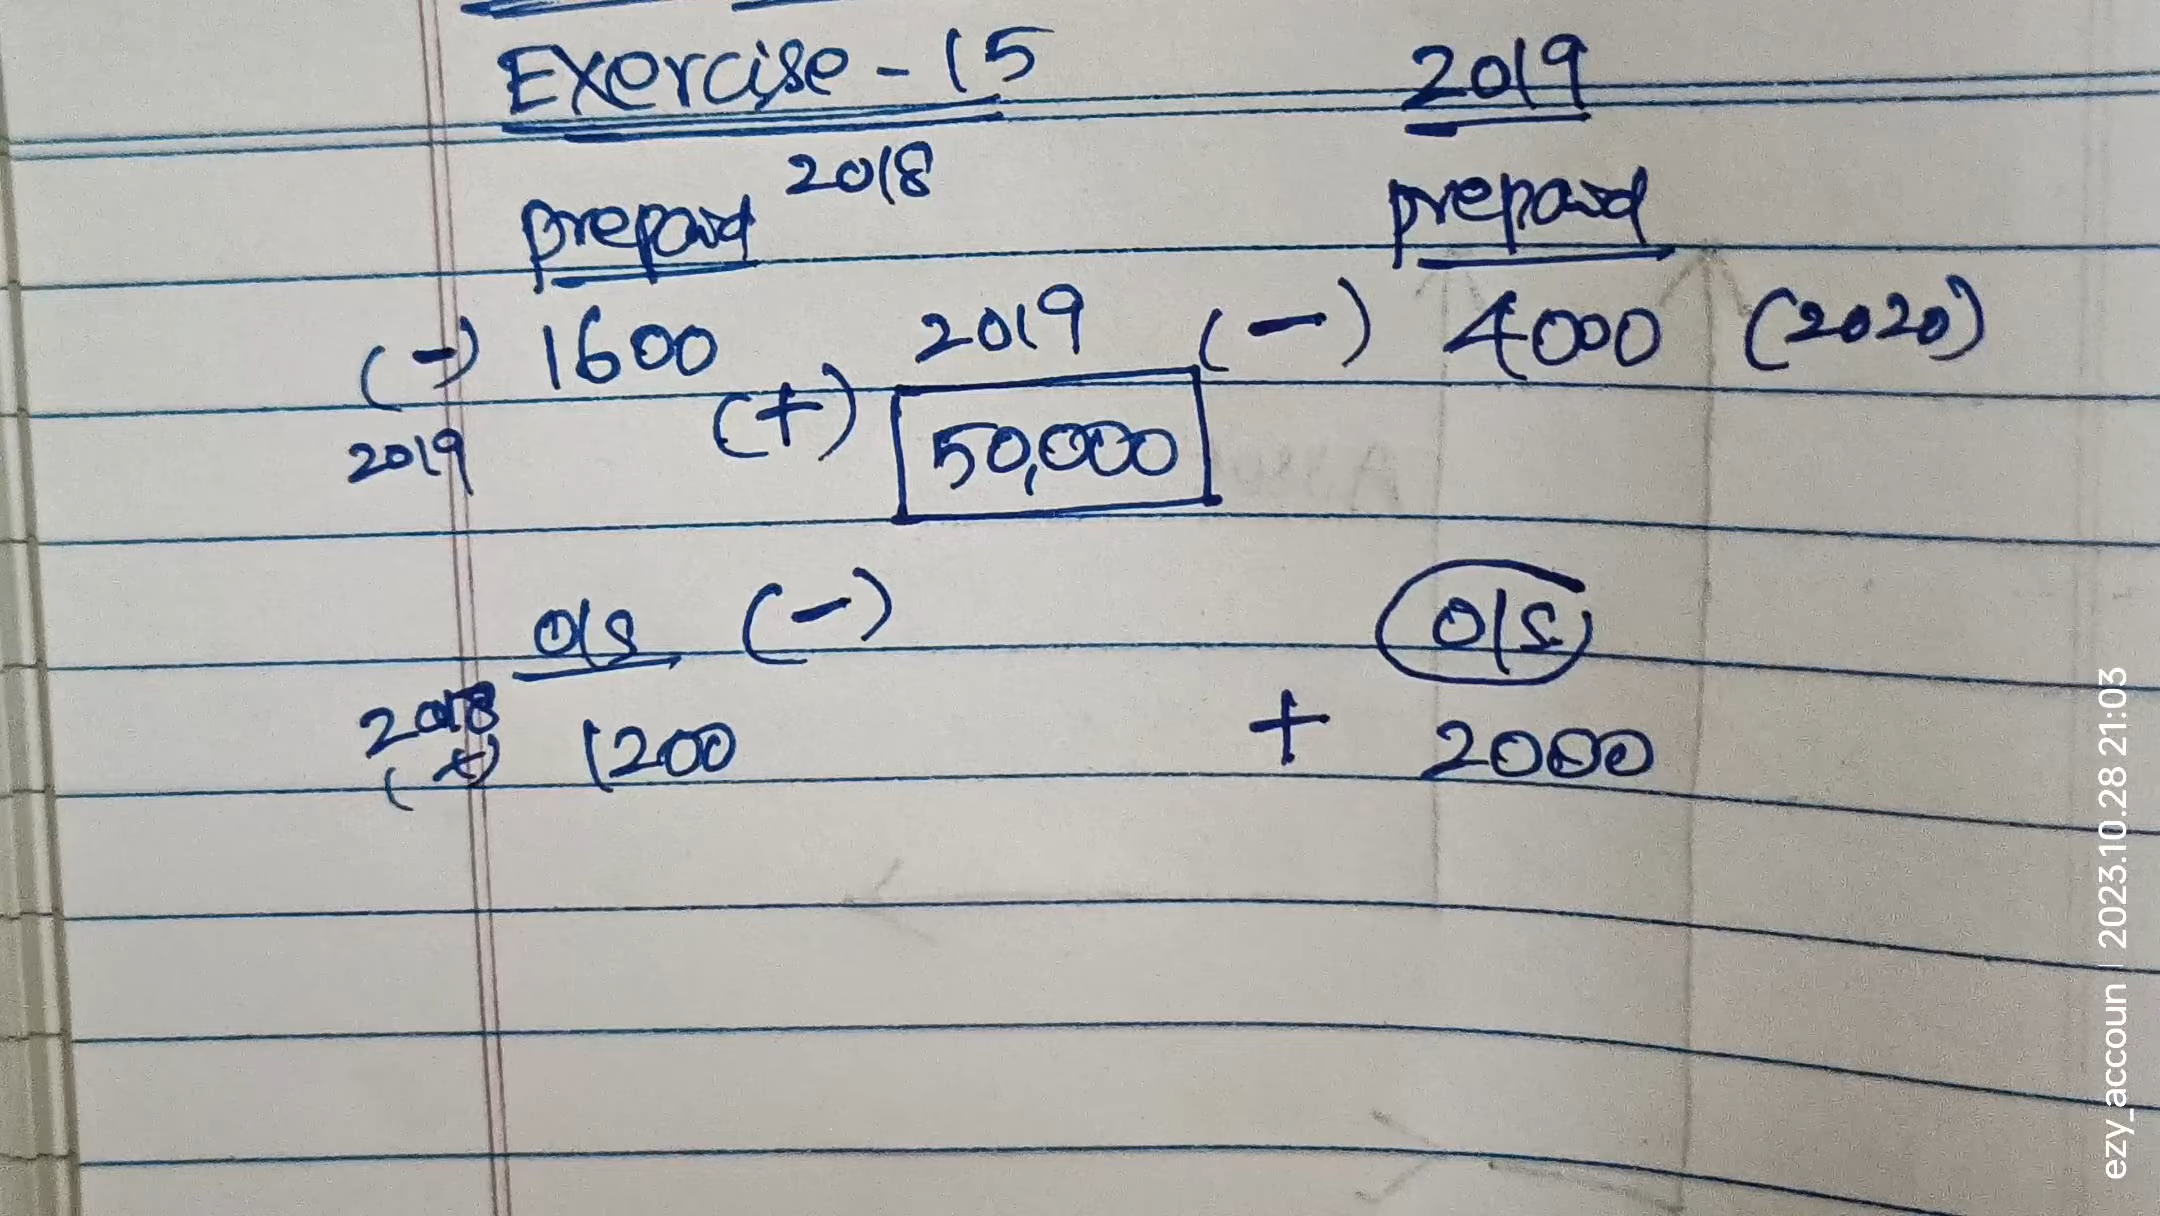 Exercise - 15 2019
2018
prepaid prepaid
(-) 1600 2019 (-) 4000 (2020)
2019 (+) 50,000
o/s (-) o/s
2018 1200 + 2000
(+)
ezy_accoun | 2023.10.28 21:03